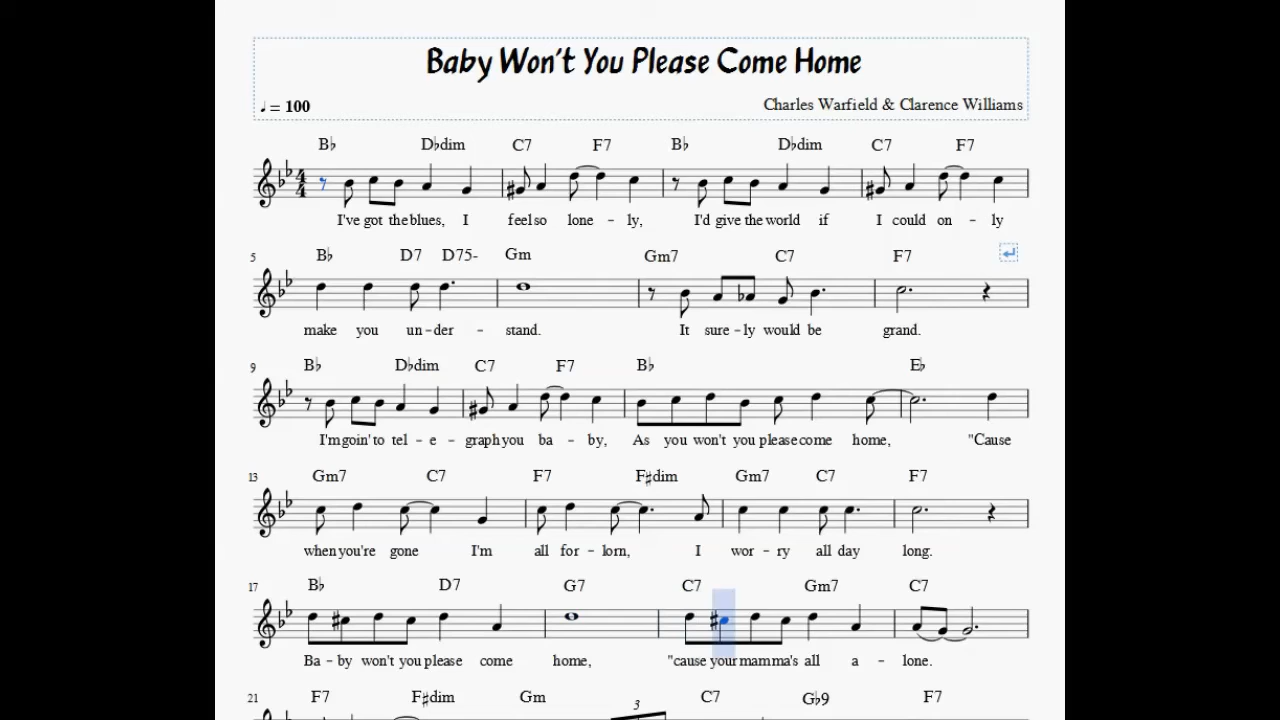 Baby Won't You Please Come Home
♩ = 100
Charles Warfield & Clarence Williams
B♭ D♭dim C7 F7 B♭ D♭dim C7 F7
I've got the blues, I feel so lone - ly, I'd give the world if I could on - ly
5 B♭ D7 D75- Gm Gm7 C7 F7
make you un - der - stand. It sure - ly would be grand.
9 B♭ D♭dim C7 F7 B♭ E♭
I'm goin' to tel - e - graph you ba - by, As you won't you please come home, "Cause
13 Gm7 C7 F7 F♯dim Gm7 C7 F7
when you're gone I'm all for - lorn, I wor - ry all day long.
17 B♭ D7 G7 C7 Gm7 C7
Ba - by won't you please come home, "cause your mamma's all a - lone.
21 F7 F♯dim Gm C7 G♭9 F7
3